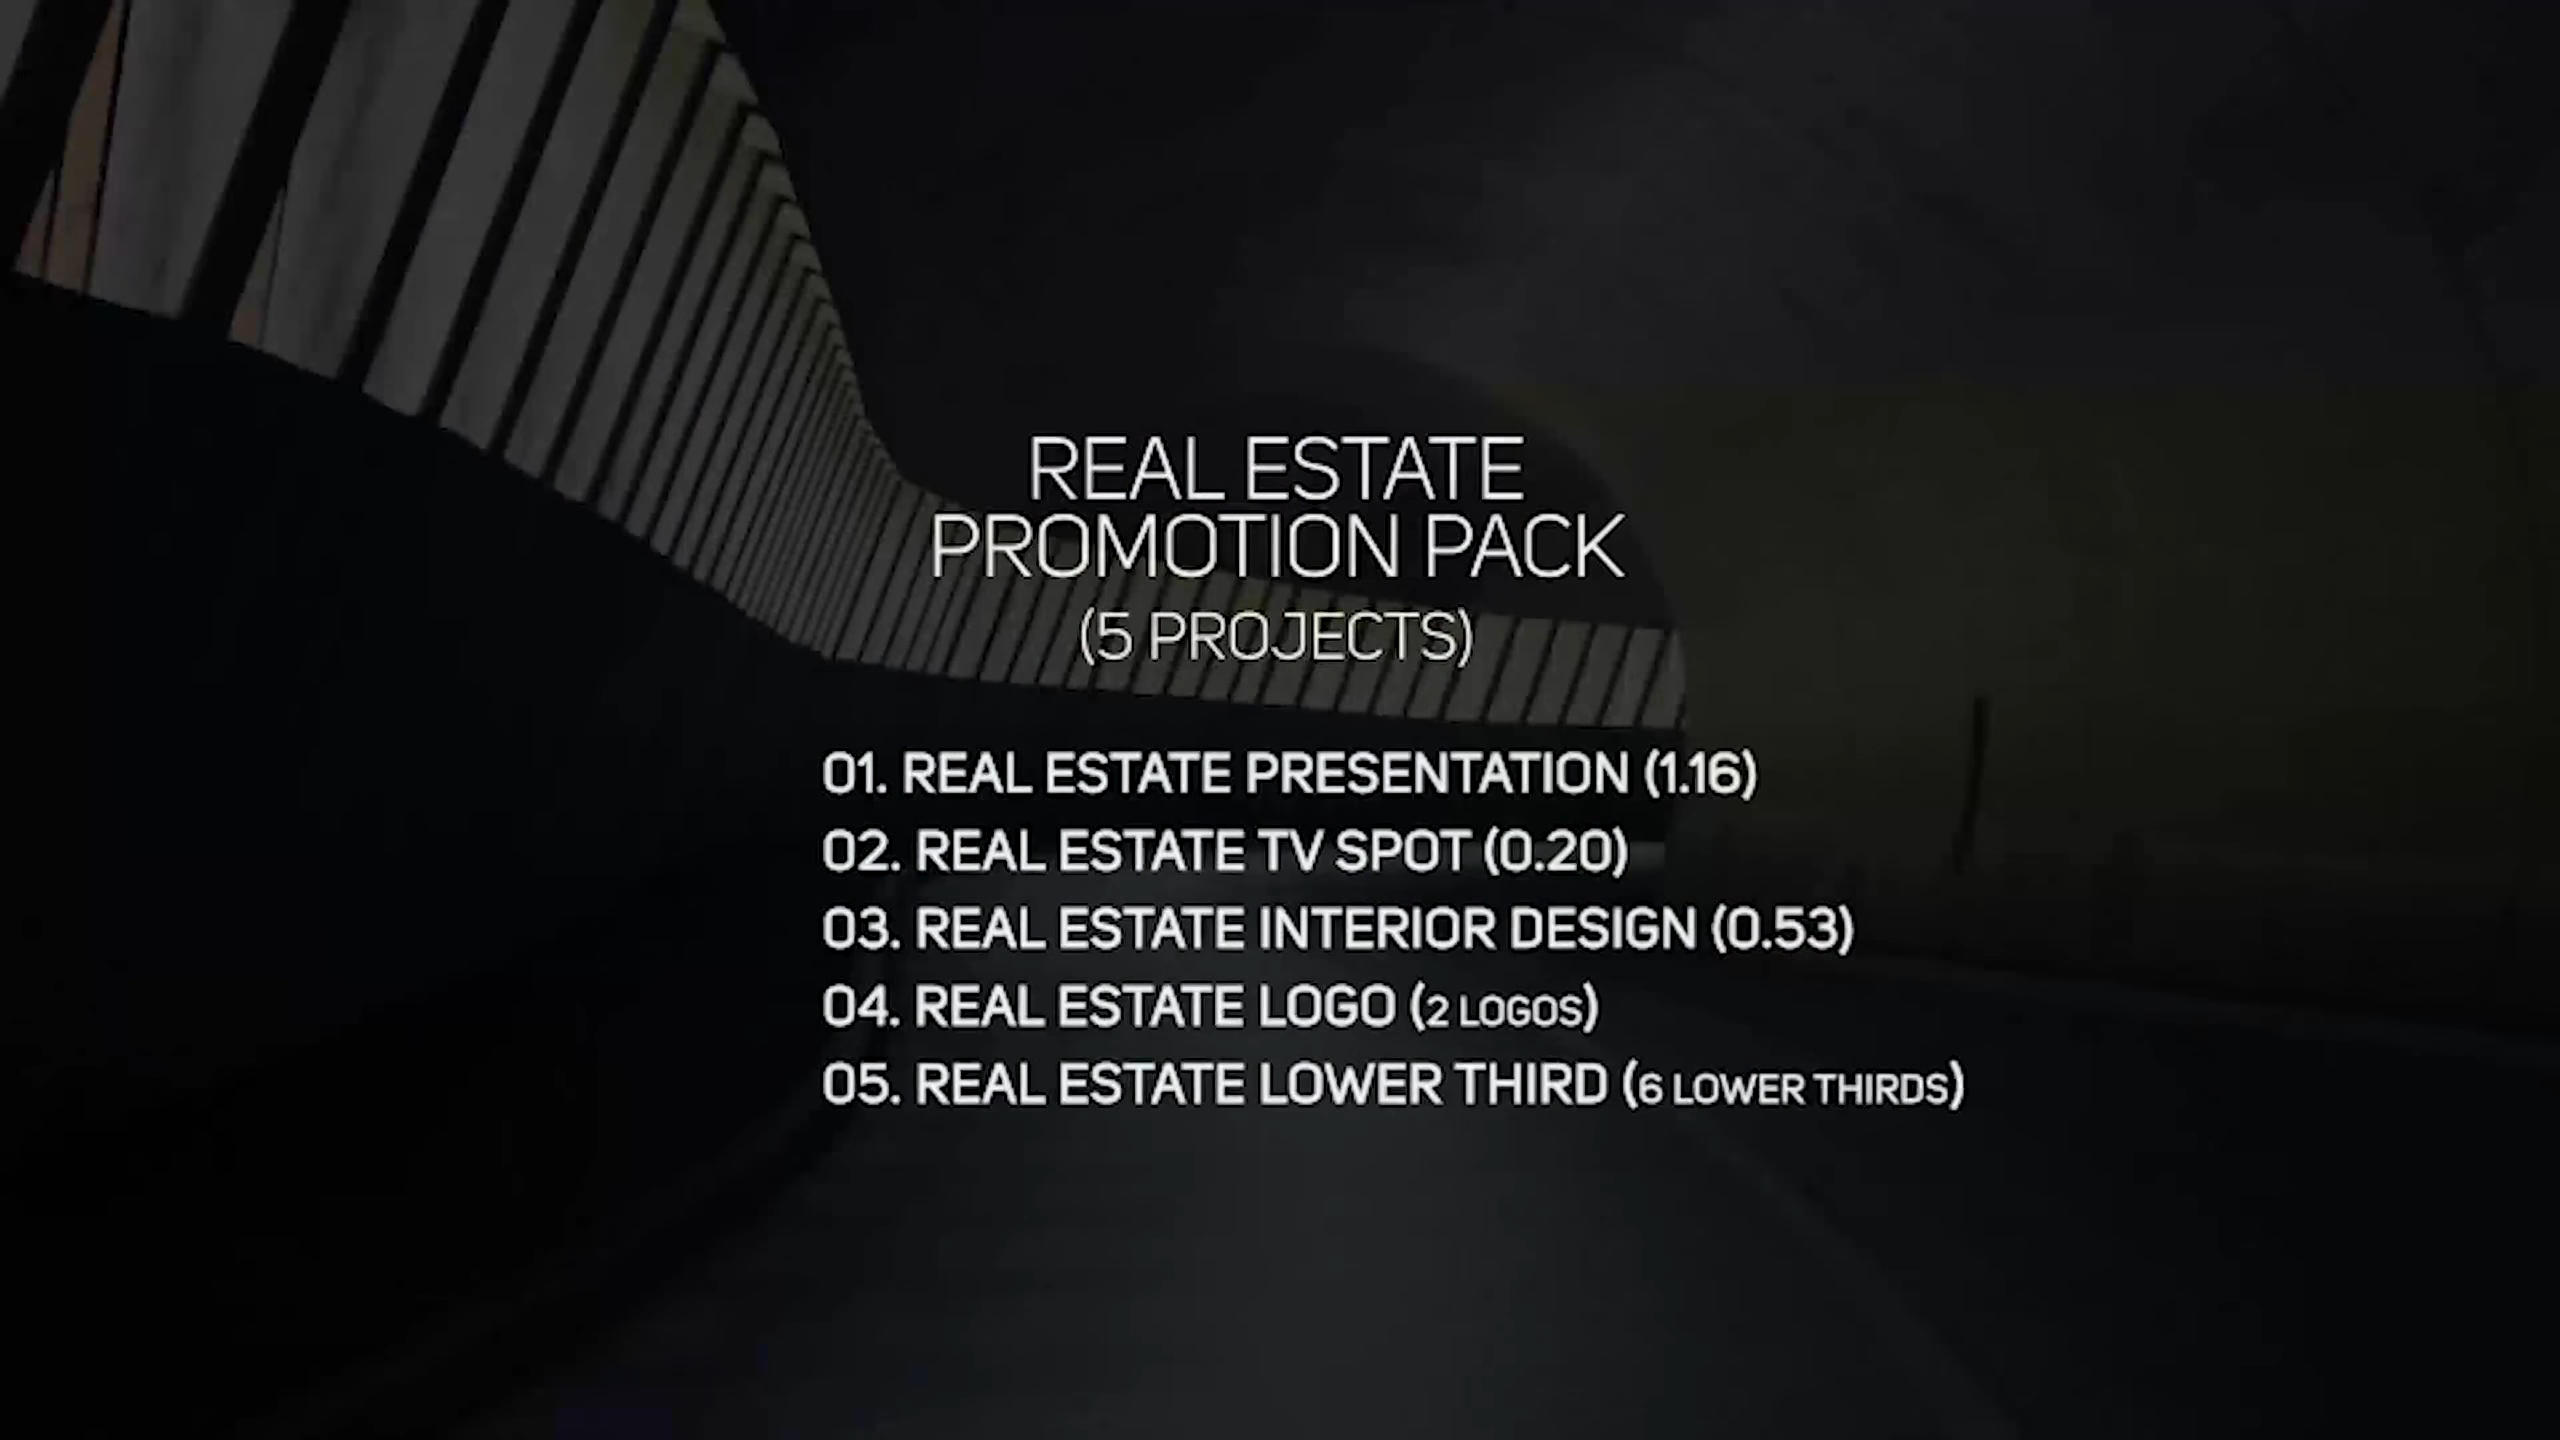 REAL ESTATE
PROMOTION PACK
(5 PROJECTS)
01. REAL ESTATE PRESENTATION (1.16)
02. REAL ESTATE TV SPOT (0.20)
03. REAL ESTATE INTERIOR DESIGN (0.53)
04. REAL ESTATE LOGO (2 LOGOS)
05. REAL ESTATE LOWER THIRD (6 LOWER THIRDS)